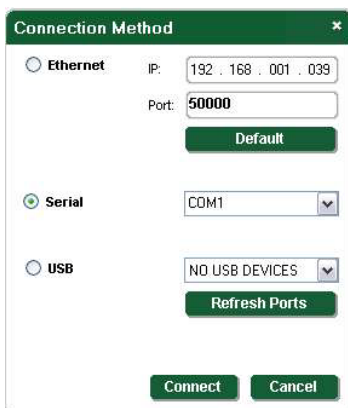 Connection Method ×
Ethernet IP: 192 . 168 . 001 . 039
Port: 50000
Default
Serial COM1
USB NO USB DEVICES
Refresh Ports
Connect Cancel